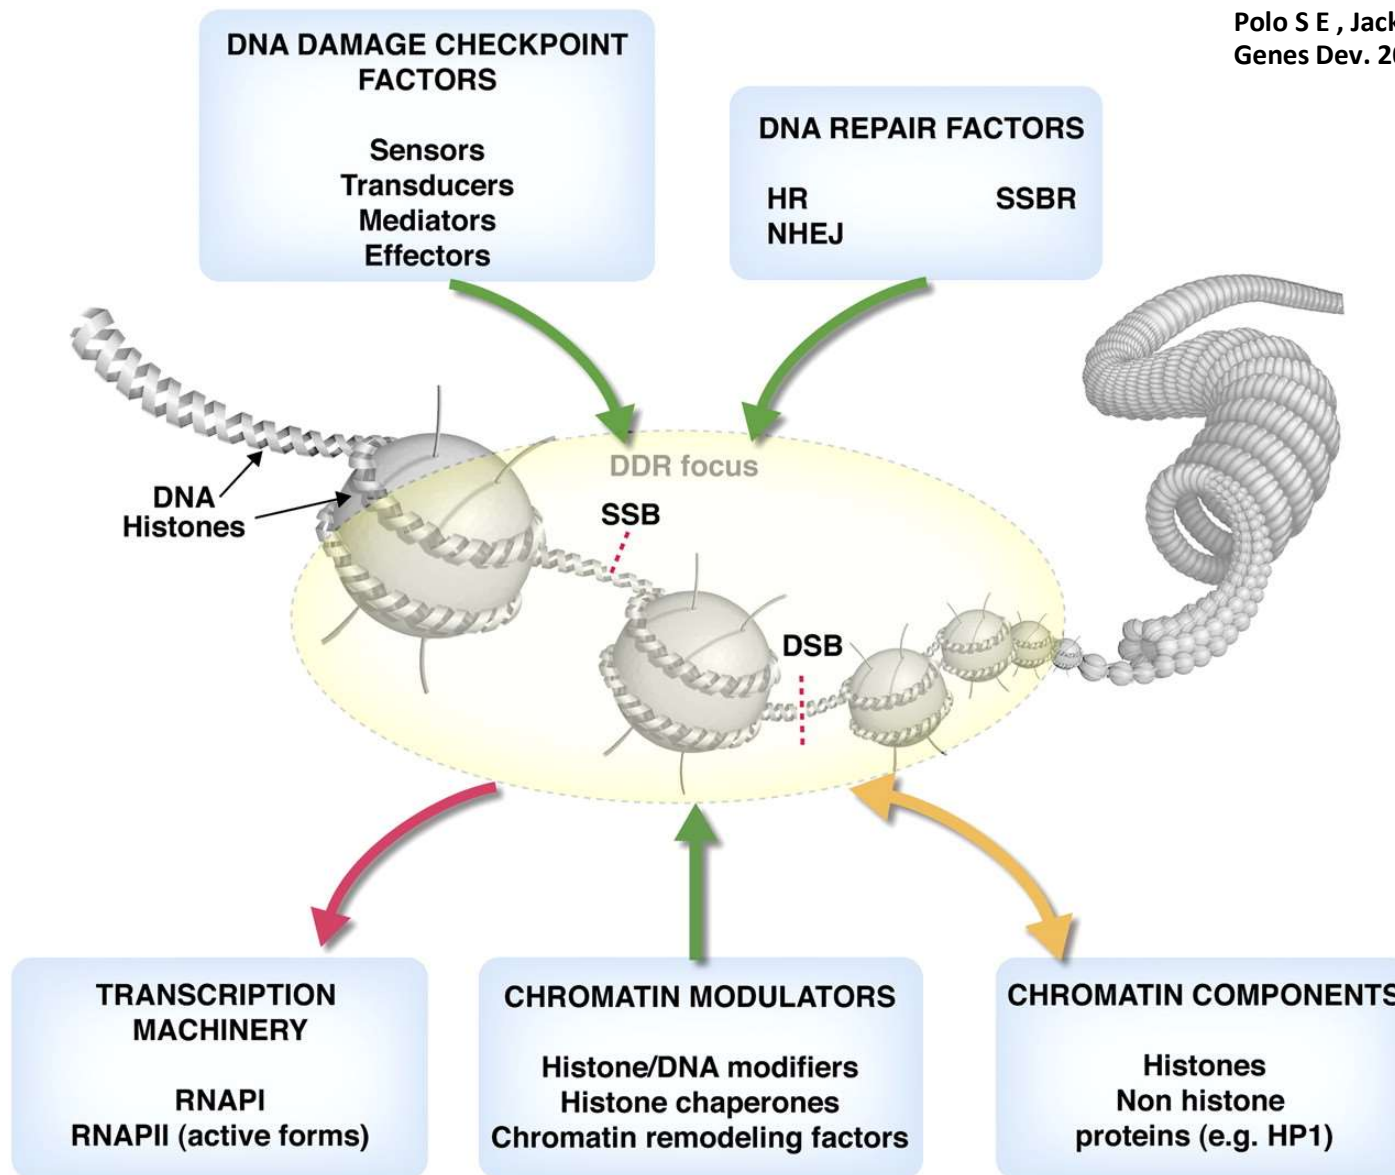 Polo S E , Jack
Genes Dev. 20
DNA DAMAGE CHECKPOINT
FACTORS
Sensors
Transducers
Mediators
Effectors
DNA REPAIR FACTORS
HR SSBR
NHEJ
DDR focus
DNA
Histones
SSB
DSB
TRANSCRIPTION
MACHINERY
RNAPI
RNAPII (active forms)
CHROMATIN MODULATORS
Histone/DNA modifiers
Histone chaperones
Chromatin remodeling factors
CHROMATIN COMPONENTS
Histones
Non histone
proteins (e.g. HP1)